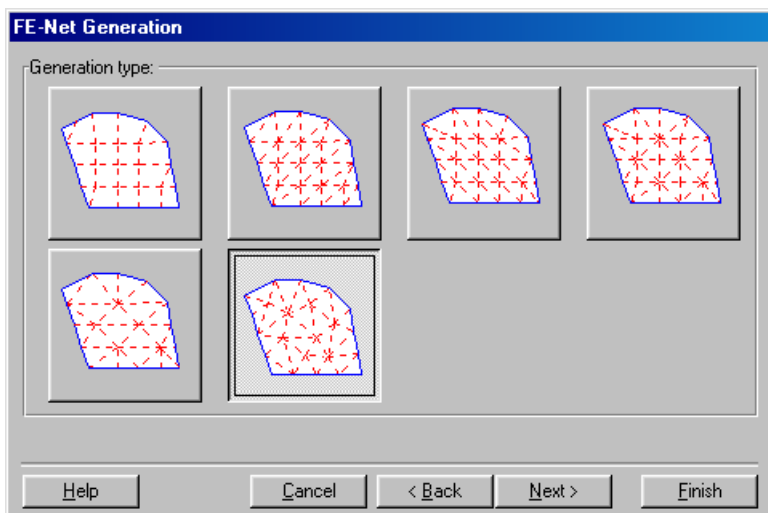 FE-Net Generation
Generation type:
Help
Cancel
< Back
Next >
Finish